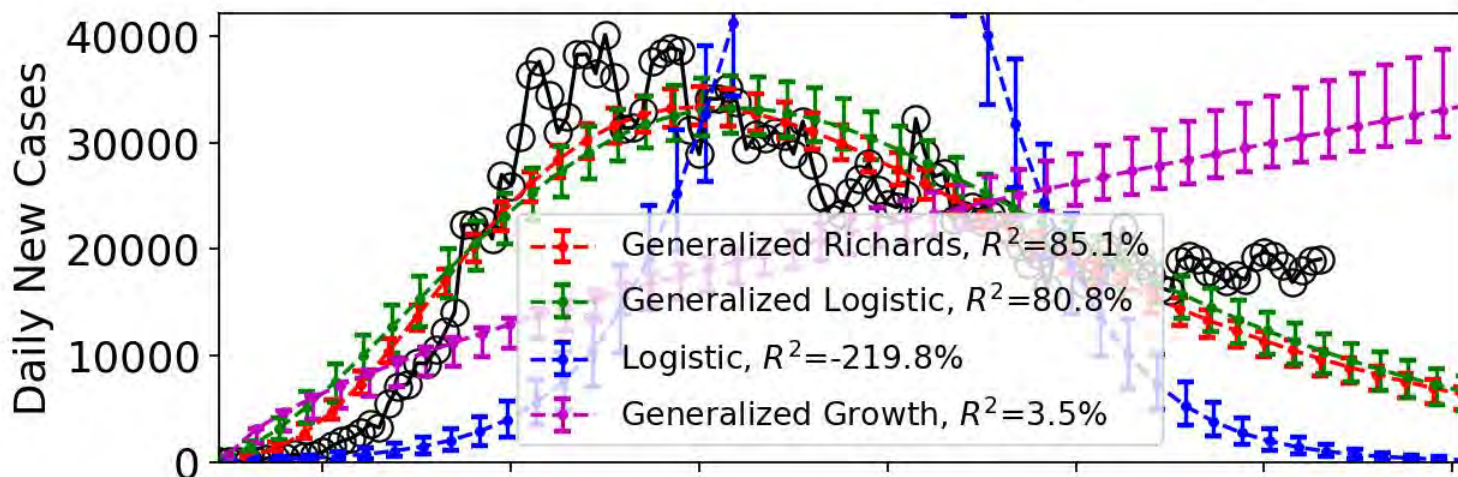 Daily New Cases
40000
30000
20000
10000
0
Generalized Richards, R²=85.1%
Generalized Logistic, R²=80.8%
Logistic, R²=-219.8%
Generalized Growth, R²=3.5%